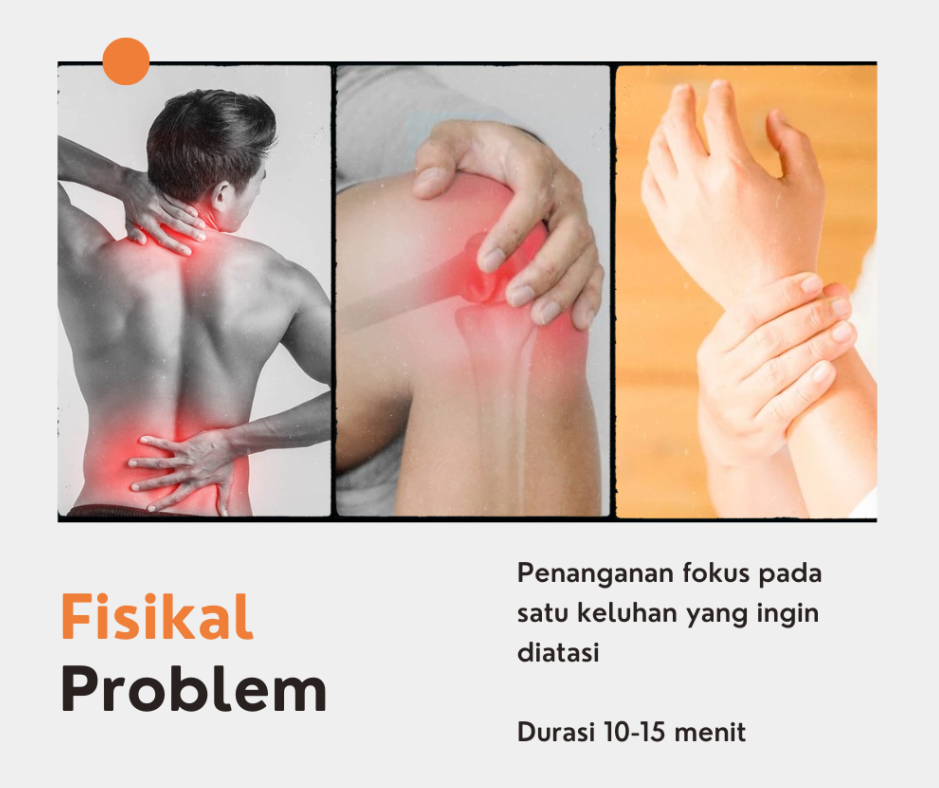 Fisikal
Problem
Penanganan fokus pada
satu keluhan yang ingin
diatasi
Durasi 10-15 menit